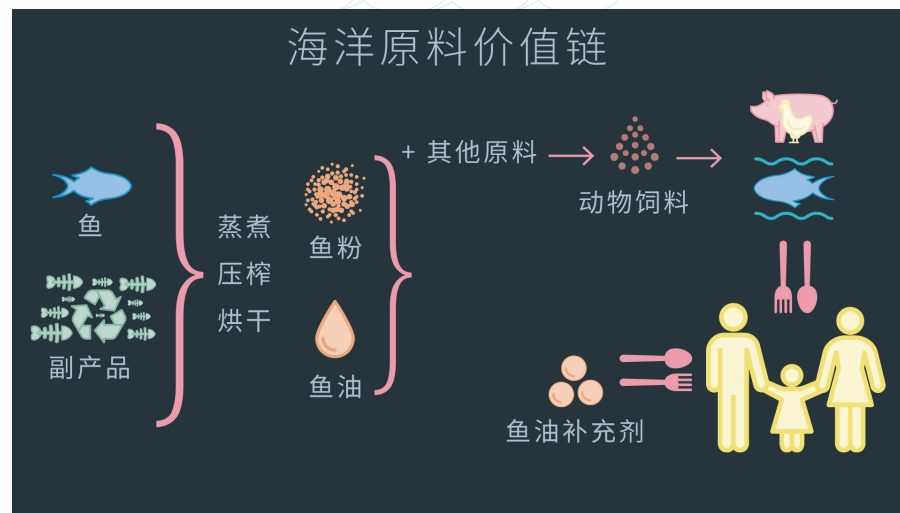 海洋原料价值链
鱼
副产品
蒸煮
压榨
烘干
鱼粉
鱼油
+ 其他原料
动物饲料
鱼油补充剂